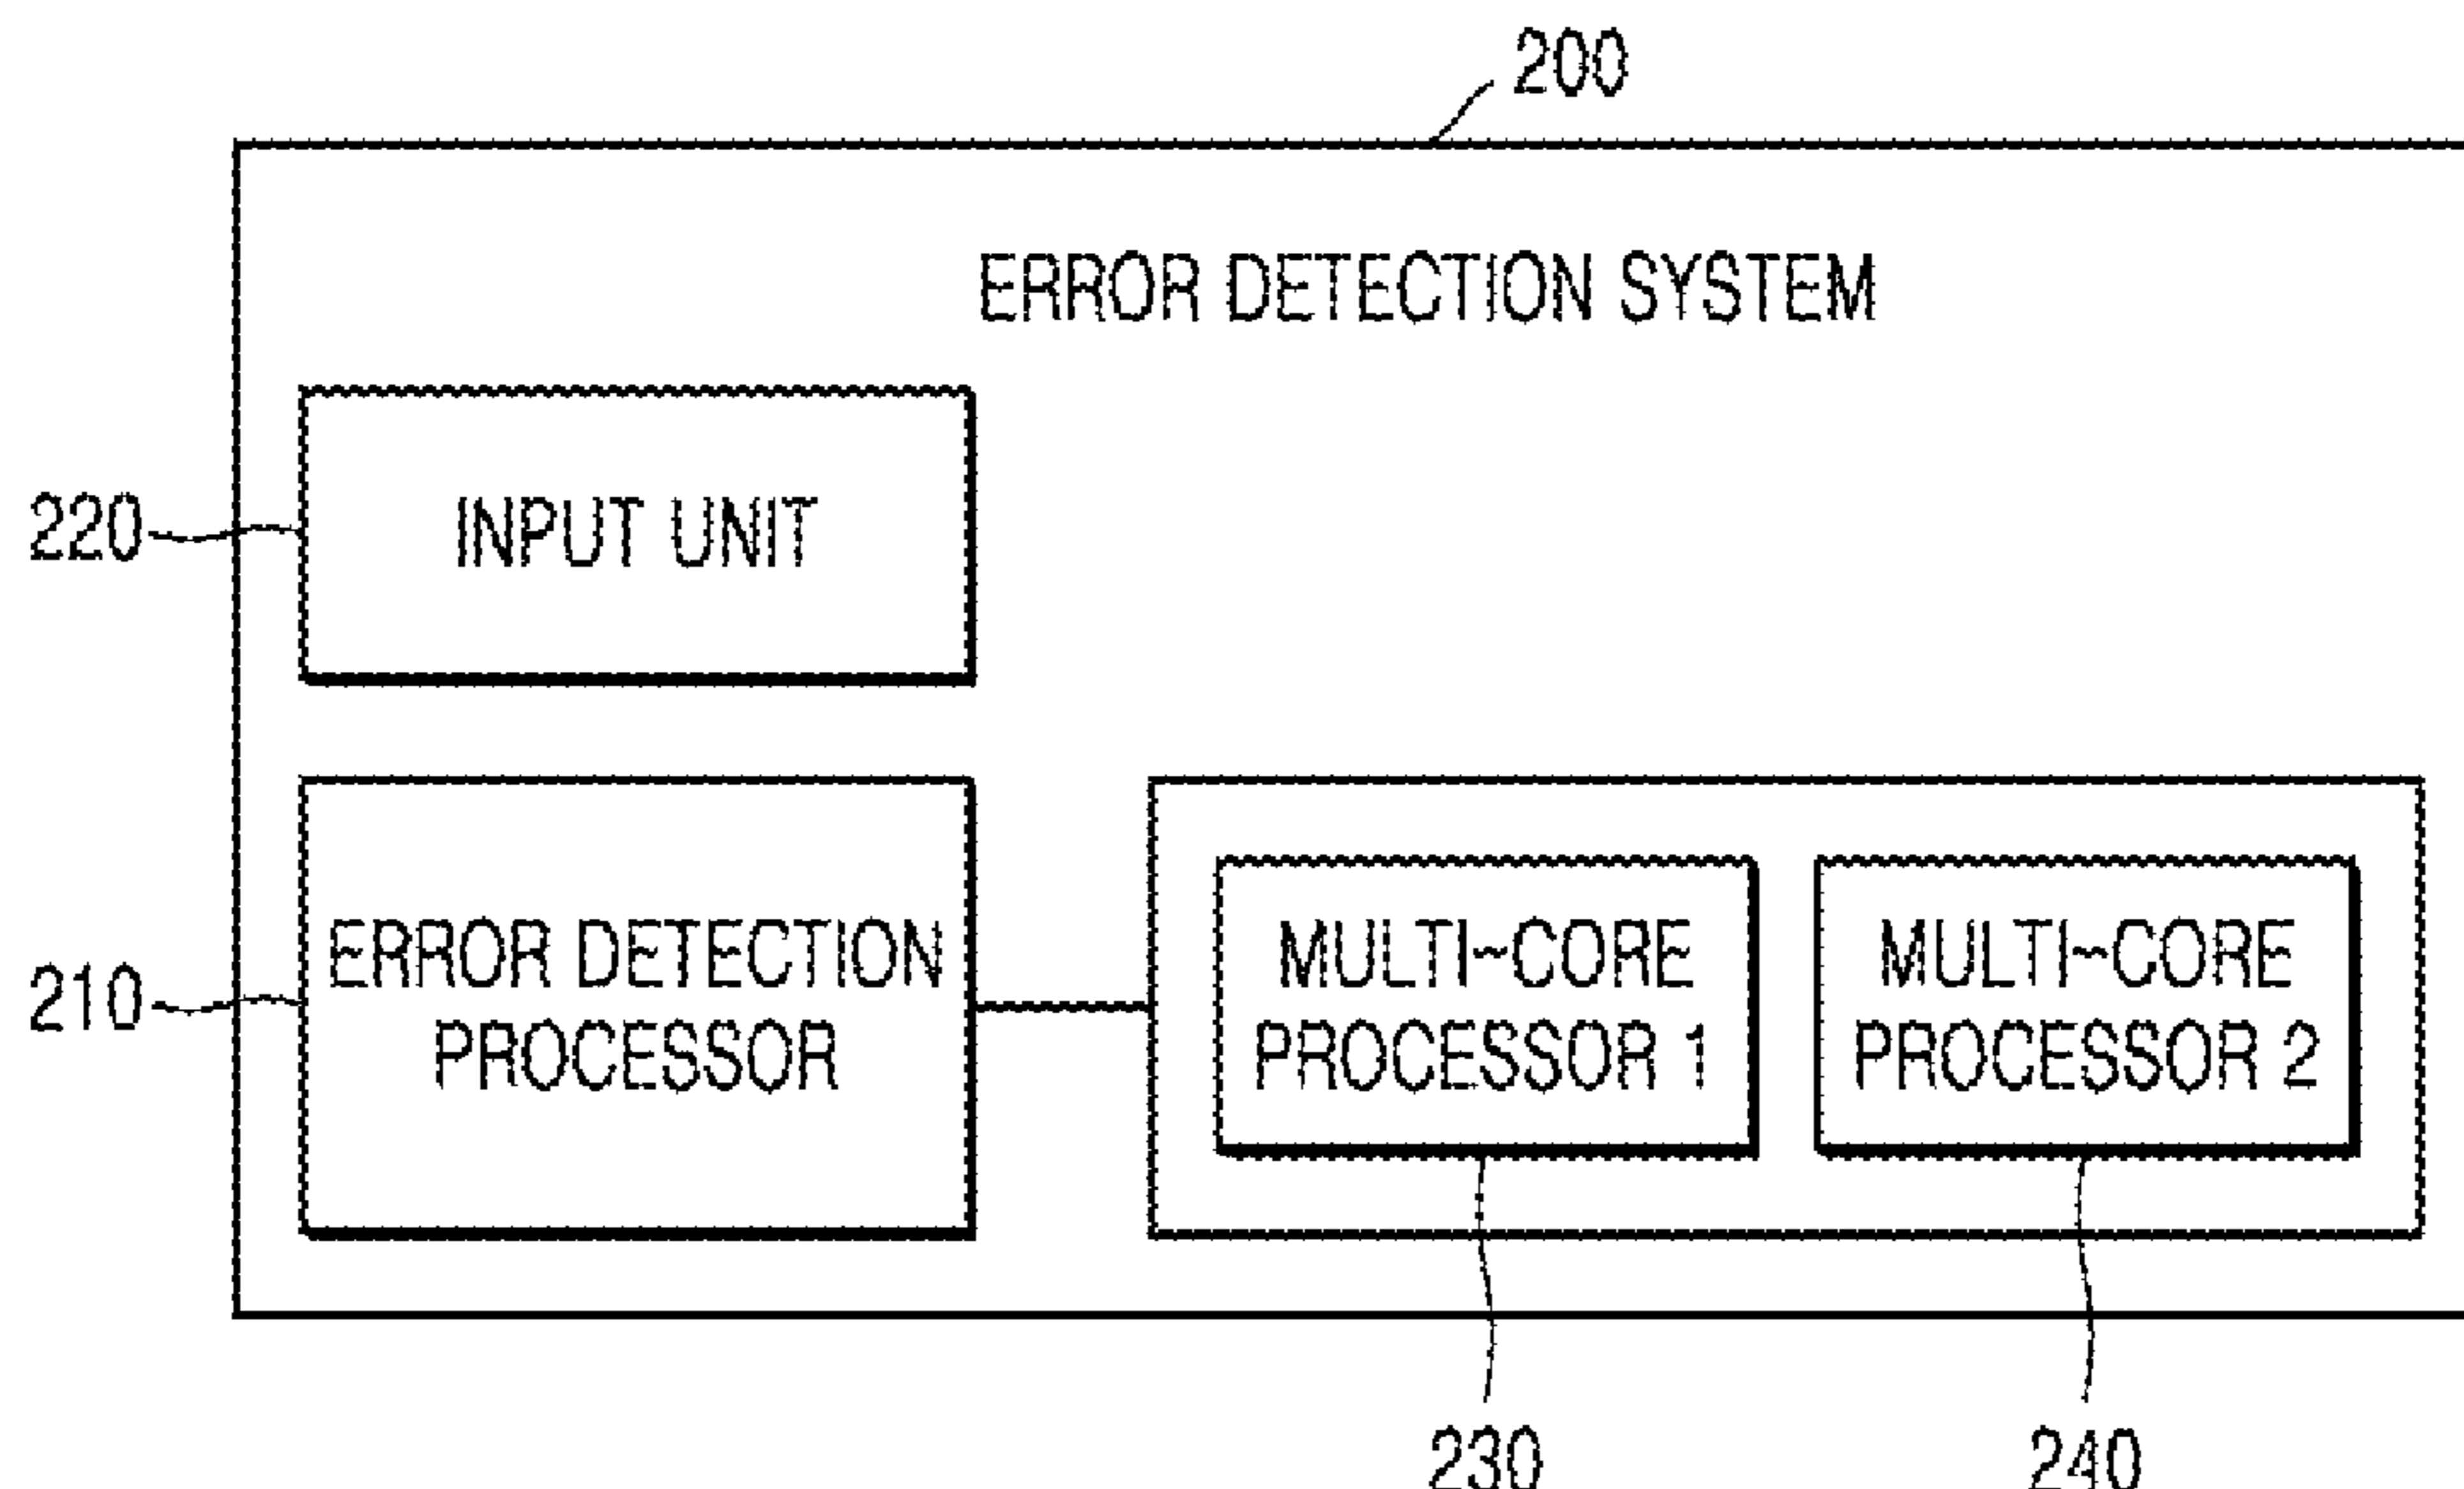 200
ERROR DETECTION SYSTEM
220
INPUT UNIT
210
ERROR DETECTION
PROCESSOR
MULTI~CORE
PROCESSOR 1
MULTI~CORE
PROCESSOR 2
230
240